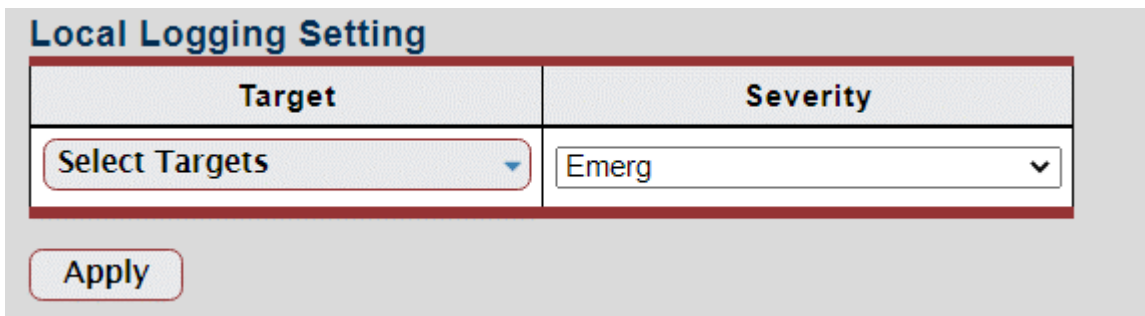 Local Logging Setting
Target Severity
Select Targets Emerg
Apply